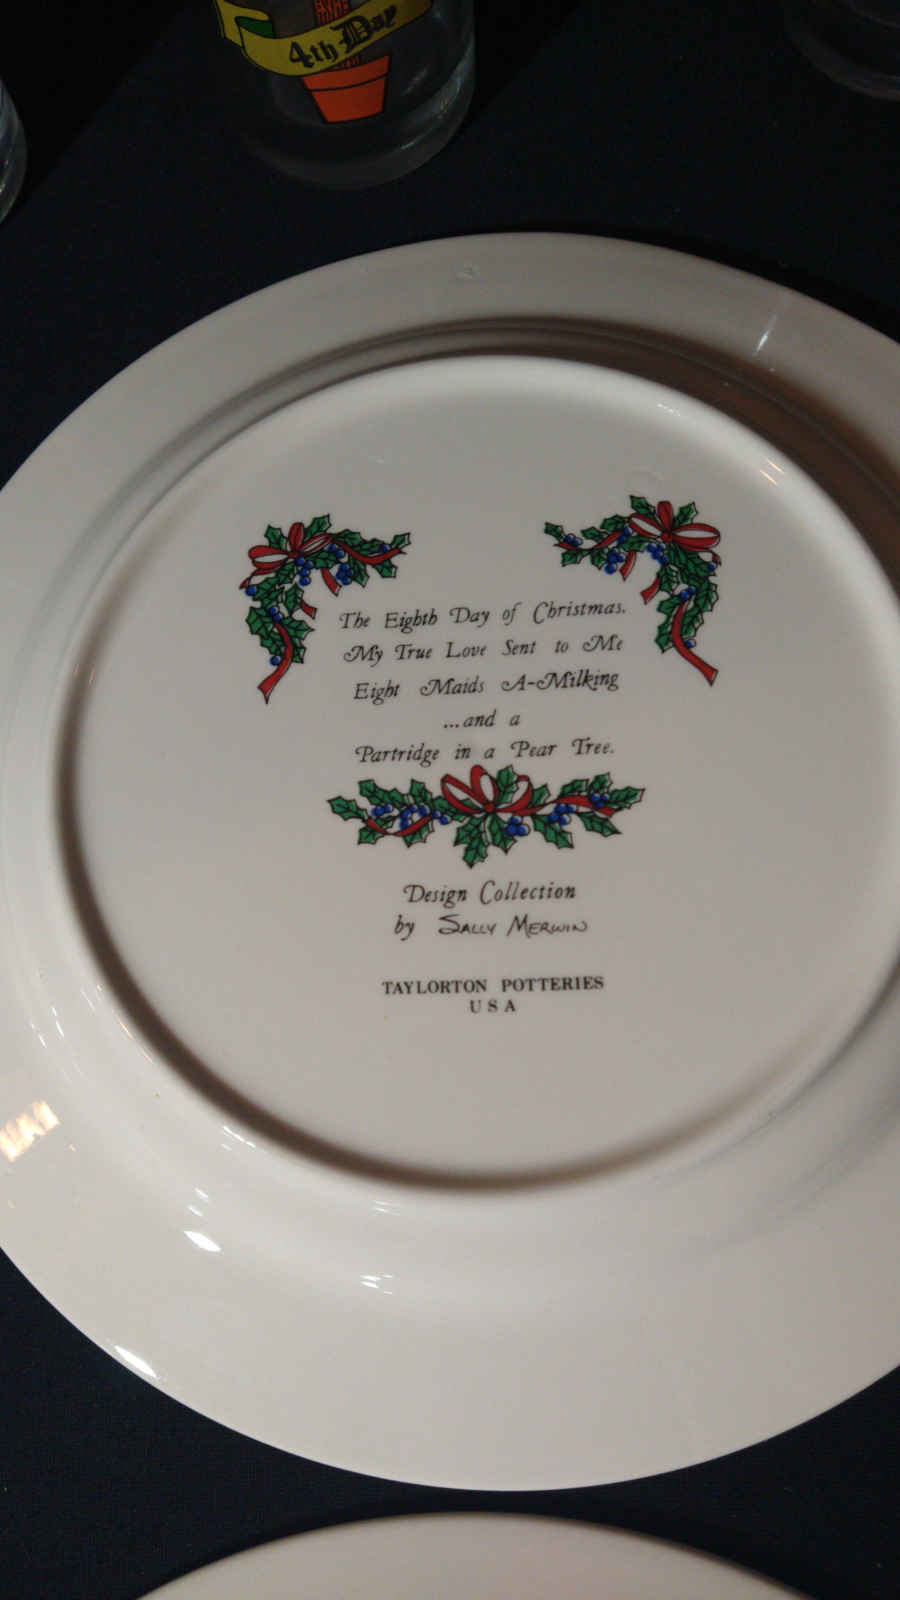 4th Day
The Eighth Day of Christmas.
My True Love Sent to Me
Eight Maids A-Milking
...and a
Partridge in a Pear Tree.
Design Collection
by Sally Merwin
TAYLORTON POTTERIES
USA